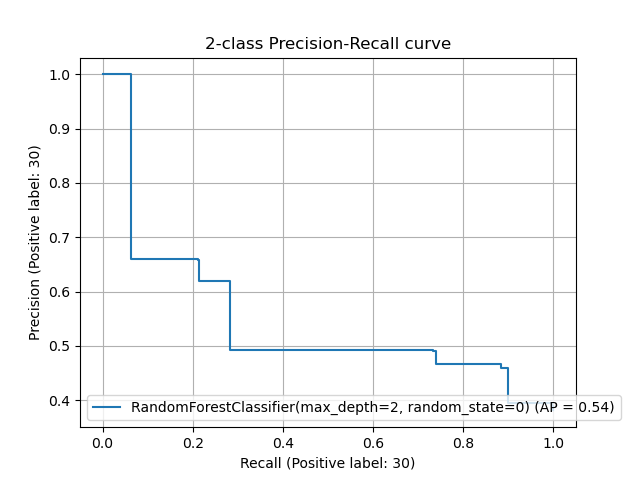 2-class Precision-Recall curve
1.0
0.9
0.8
0.7
0.6
0.5
0.4
Precision (Positive label: 30)
RandomForestClassifier(max_depth=2, random_state=0) (AP = 0.54)
0.0 0.2 0.4 0.6 0.8 1.0
Recall (Positive label: 30)